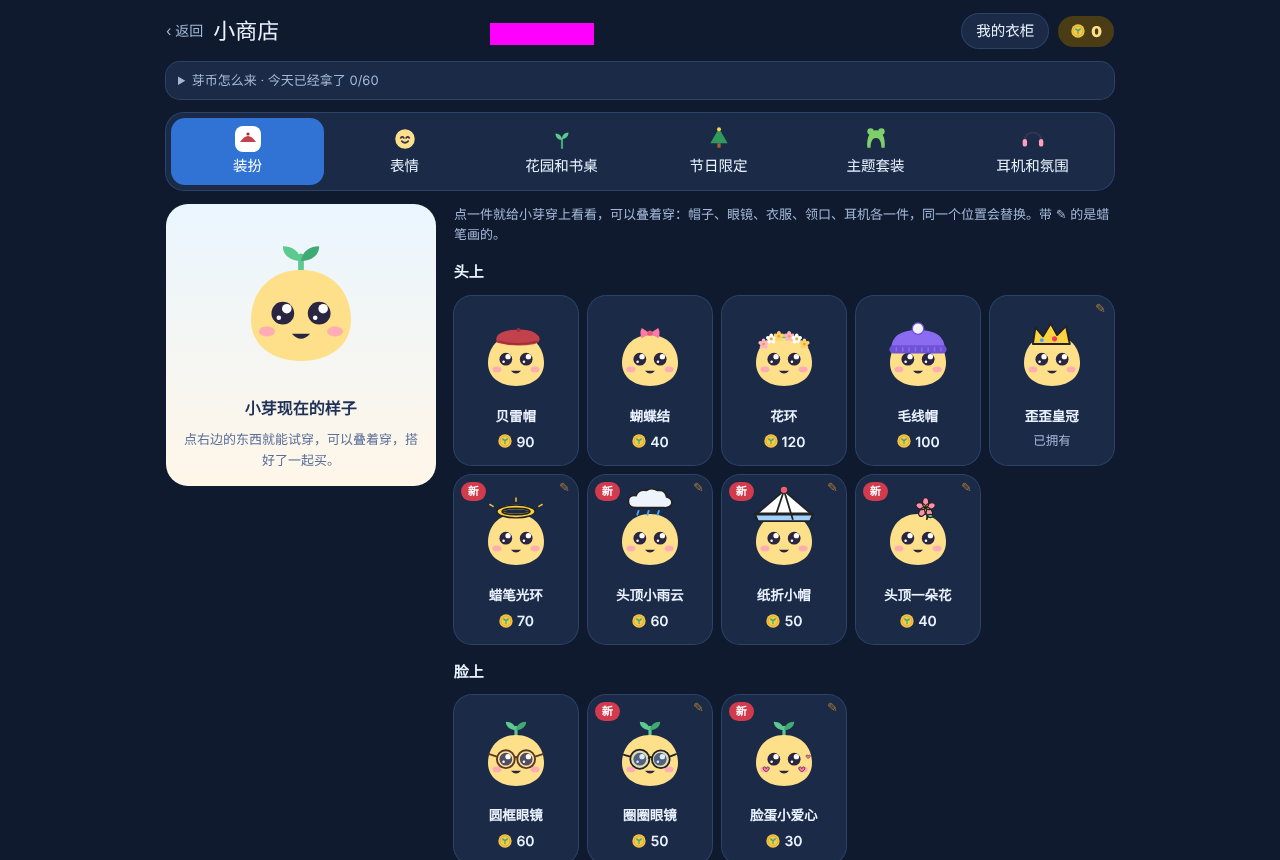 ‹ 返回 小商店
我的衣柜
0
▶ 芽币怎么来 · 今天已经拿了 0/60
装扮
表情
花园和书桌
节日限定
主题套装
耳机和氛围
小芽现在的样子
点右边的东西就能试穿，可以叠着穿，搭
好了一起买。
点一件就给小芽穿上看看，可以叠着穿：帽子、眼镜、衣服、领口、耳机各一件，同一个位置会替换。带 ✎ 的是蜡
笔画的。
头上
贝雷帽
90
蝴蝶结
40
花环
120
毛线帽
100
✎
歪歪皇冠
已拥有
新 ✎
蜡笔光环
70
新 ✎
头顶小雨云
60
新 ✎
纸折小帽
50
新 ✎
头顶一朵花
40
脸上
圆框眼镜
60
新 ✎
圈圈眼镜
50
新 ✎
脸蛋小爱心
30